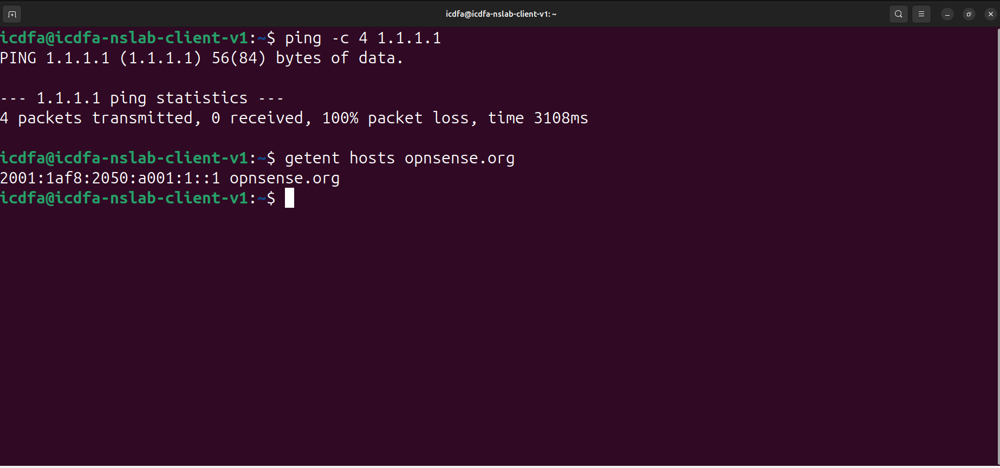 icdfa@icdfa-nslab-client-v1: ~
icdfa@icdfa-nslab-client-v1:~$ ping -c 4 1.1.1.1
PING 1.1.1.1 (1.1.1.1) 56(84) bytes of data.

--- 1.1.1.1 ping statistics ---
4 packets transmitted, 0 received, 100% packet loss, time 3108ms

icdfa@icdfa-nslab-client-v1:~$ getent hosts opnsense.org
2001:1af8:2050:a001:1::1 opnsense.org
icdfa@icdfa-nslab-client-v1:~$